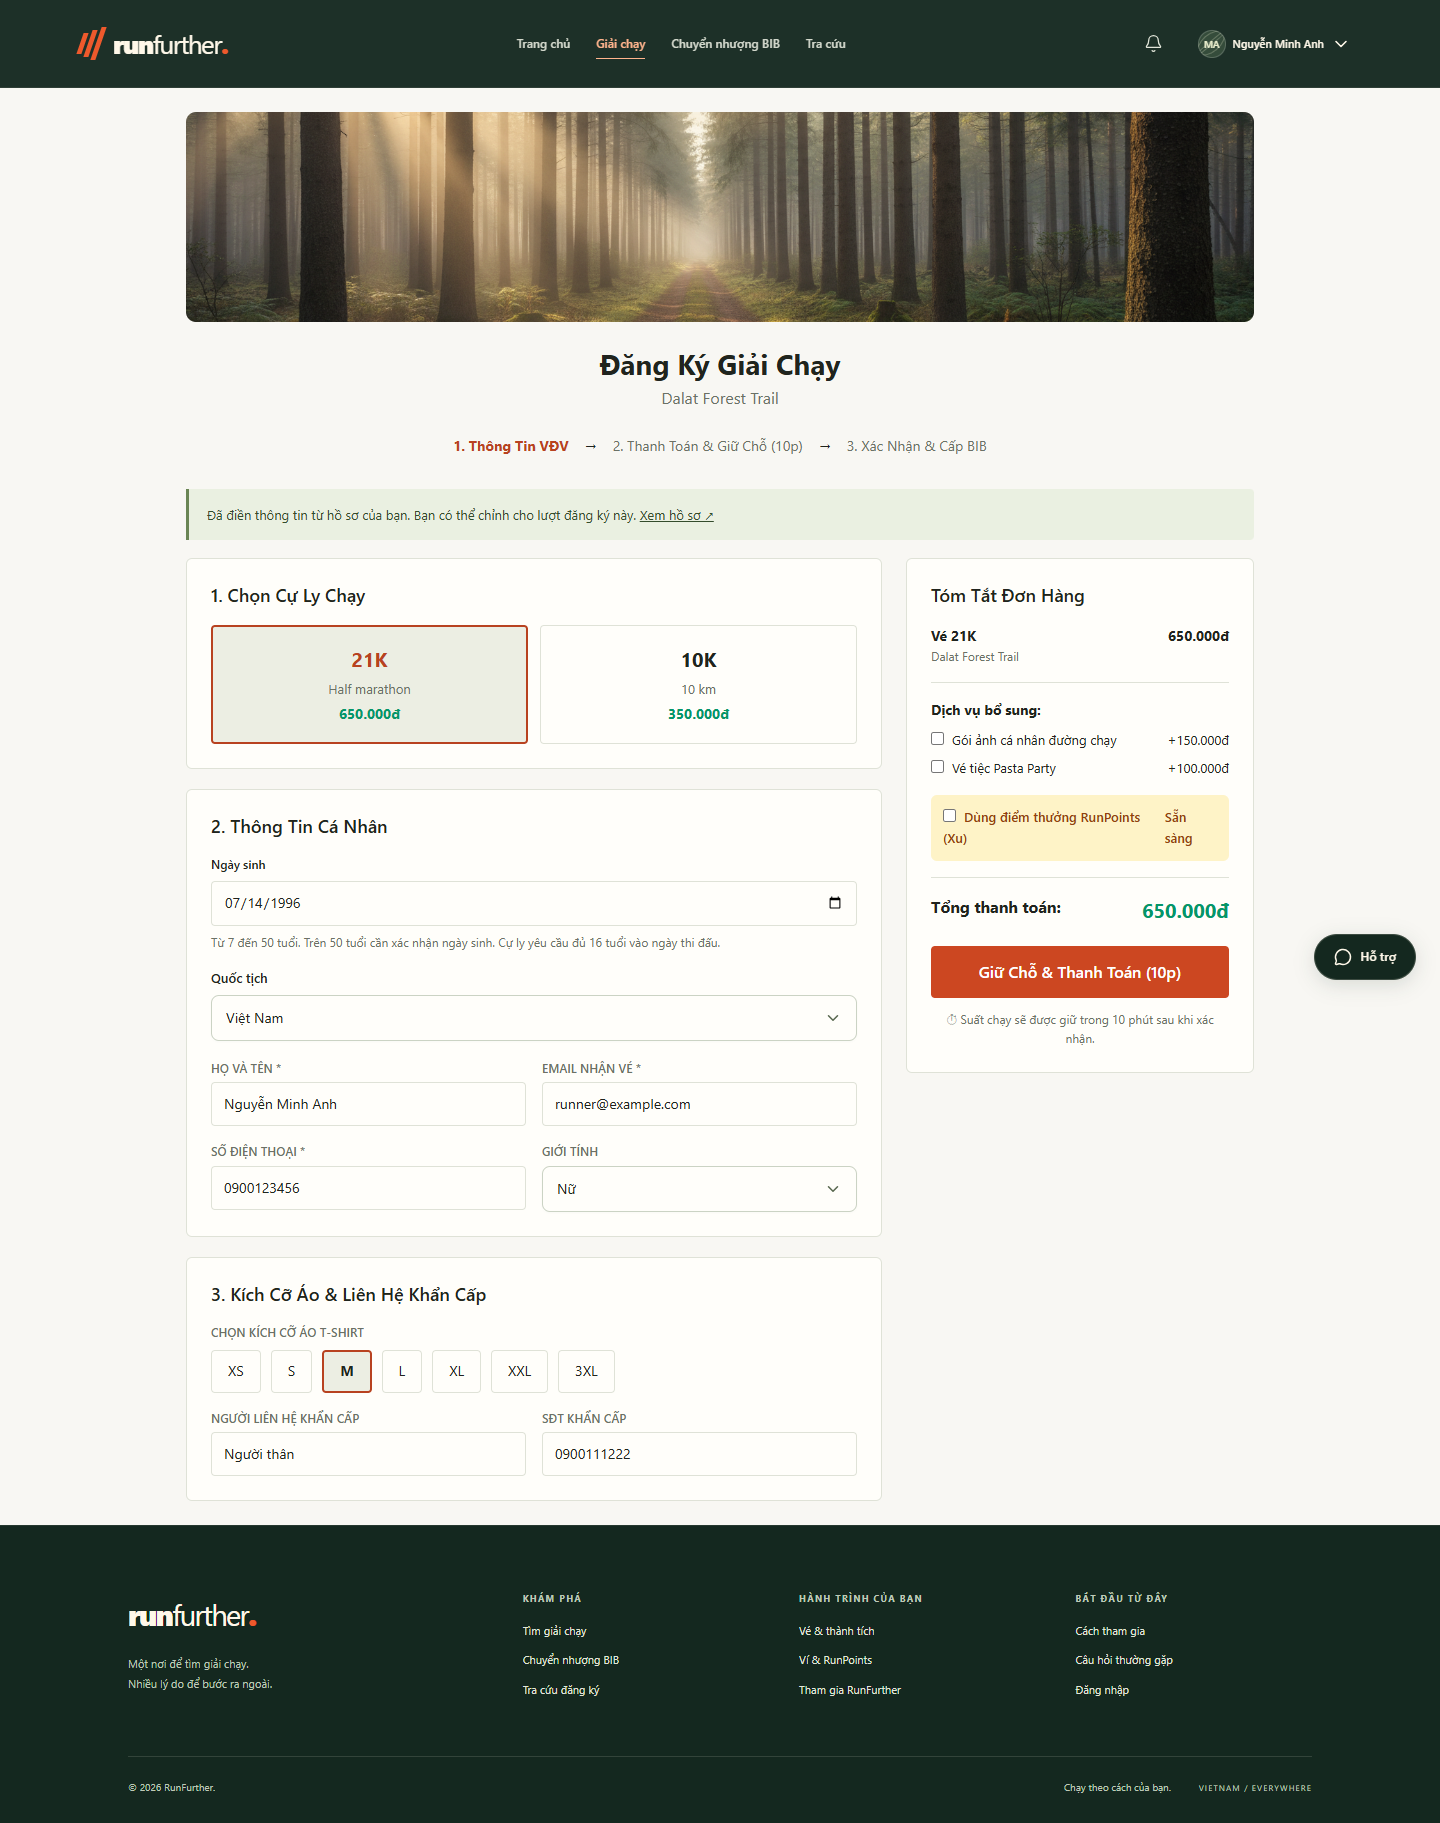 runfurther.
Trang chủ
Giải chạy
Chuyển nhượng BIB
Tra cứu
MA
Nguyễn Minh Anh
Đăng Ký Giải Chạy
Dalat Forest Trail
1. Thông Tin VĐV → 2. Thanh Toán & Giữ Chỗ (10p) → 3. Xác Nhận & Cấp BIB
Đã điền thông tin từ hồ sơ của bạn. Bạn có thể chỉnh cho lượt đăng ký này. Xem hồ sơ ↗
1. Chọn Cự Ly Chạy
21K
Half marathon
650.000đ
10K
10 km
350.000đ
2. Thông Tin Cá Nhân
Ngày sinh
07/14/1996
Từ 7 đến 50 tuổi. Trên 50 tuổi cần xác nhận ngày sinh. Cự ly yêu cầu đủ 16 tuổi vào ngày thi đấu.
Quốc tịch
Việt Nam
HỌ VÀ TÊN *
Nguyễn Minh Anh
EMAIL NHẬN VÉ *
runner@example.com
SỐ ĐIỆN THOẠI *
0900123456
GIỚI TÍNH
Nữ
3. Kích Cỡ Áo & Liên Hệ Khẩn Cấp
CHỌN KÍCH CỠ ÁO T-SHIRT
XS S M L XL XXL 3XL
NGƯỜI LIÊN HỆ KHẨN CẤP
Người thân
SĐT KHẨN CẤP
0900111222
Tóm Tắt Đơn Hàng
Vé 21K 650.000đ
Dalat Forest Trail
Dịch vụ bổ sung:
Gói ảnh cá nhân đường chạy +150.000đ
Vé tiệc Pasta Party +100.000đ
Dùng điểm thưởng RunPoints (Xu)
Sẵn sàng
Tổng thanh toán: 650.000đ
Giữ Chỗ & Thanh Toán (10p)
⏱ Suất chạy sẽ được giữ trong 10 phút sau khi xác
nhận.
Hỗ trợ
runfurther.
Một nơi để tìm giải chạy.
Nhiều lý do để bước ra ngoài.
KHÁM PHÁ
Tìm giải chạy
Chuyển nhượng BIB
Tra cứu đăng ký
HÀNH TRÌNH CỦA BẠN
Vé & thành tích
Ví & RunPoints
Tham gia RunFurther
BẮT ĐẦU TỪ ĐÂY
Cách tham gia
Câu hỏi thường gặp
Đăng nhập
© 2026 RunFurther.
Chạy theo cách của bạn.
VIETNAM / EVERYWHERE